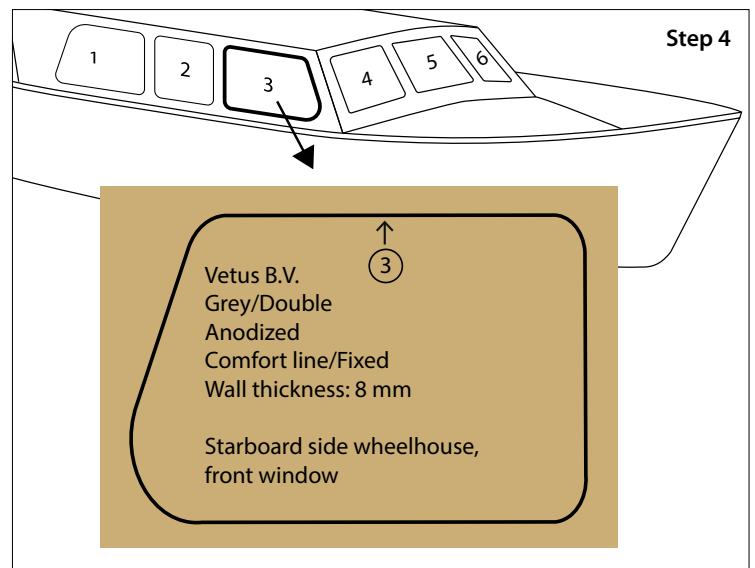 Step 4
1
2
3
4
5
6
3
Vetus B.V.
Grey/Double
Anodized
Comfort line/Fixed
Wall thickness: 8 mm
Starboard side wheelhouse,
front window